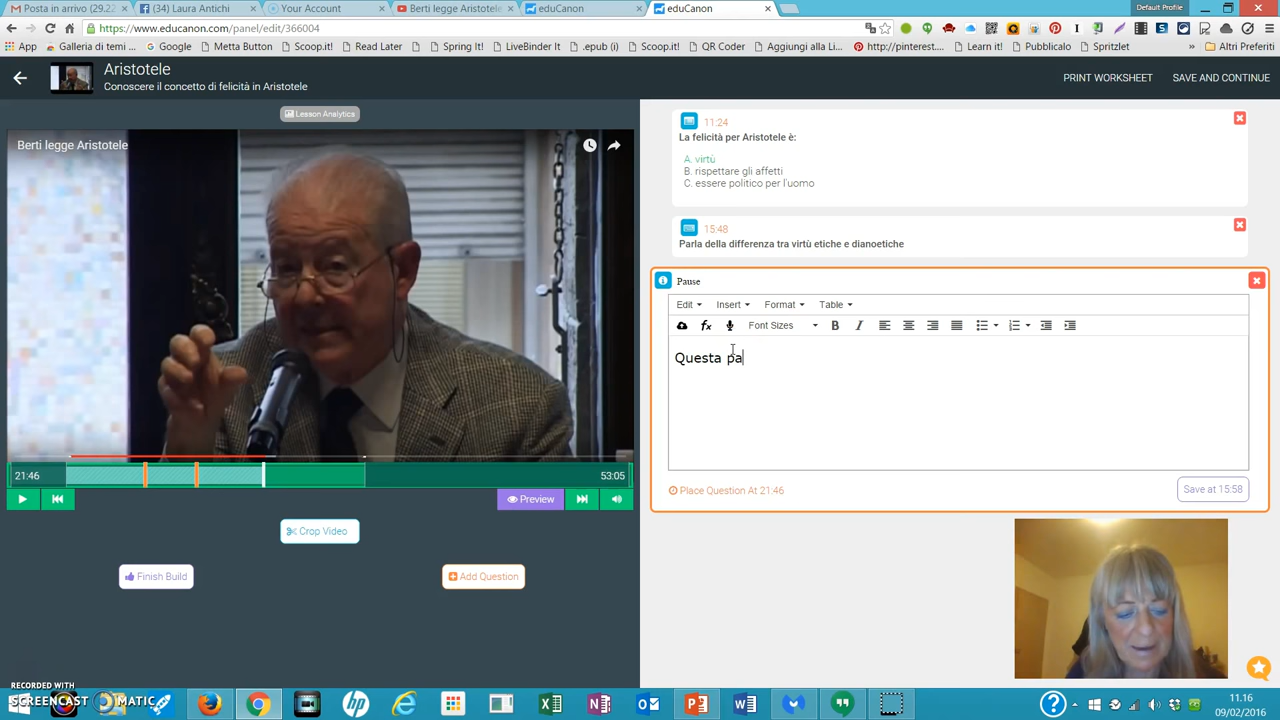 Posta in arrivo (29.22
(34) Laura Antichi
Your Account
Berti legge Aristotele
eduCanon
eduCanon
Default Profile
https://www.educanon.com/panel/edit/366004
App
Galleria di temi ...
Google
Metta Button
Scoop.it!
Read Later
Spring It!
LiveBinder It
.epub (i)
Scoop.it!
QR Coder
Aggiungi alla Li...
http://pinterest....
Learn it!
Pubblicalo
Spritzlet
»
Altri Preferiti
Aristotele
Conoscere il concetto di felicità in Aristotele
PRINT WORKSHEET
SAVE AND CONTINUE
Lesson Analytics
Berti legge Aristotele
21:46
53:05
Preview
Crop Video
Finish Build
Add Question
11:24
La felicità per Aristotele è:
A. virtù
B. rispettare gli affetti
C. essere politico per l'uomo
15:48
Parla della differenza tra virtù etiche e dianoetiche
Pause
Edit
Insert
Format
Table
fx
Font Sizes
B
I
Questa pa
Place Question At 21:46
Save at 15:58
RECORDED WITH
SCREENCAST MATIC
11.16
09/02/2016